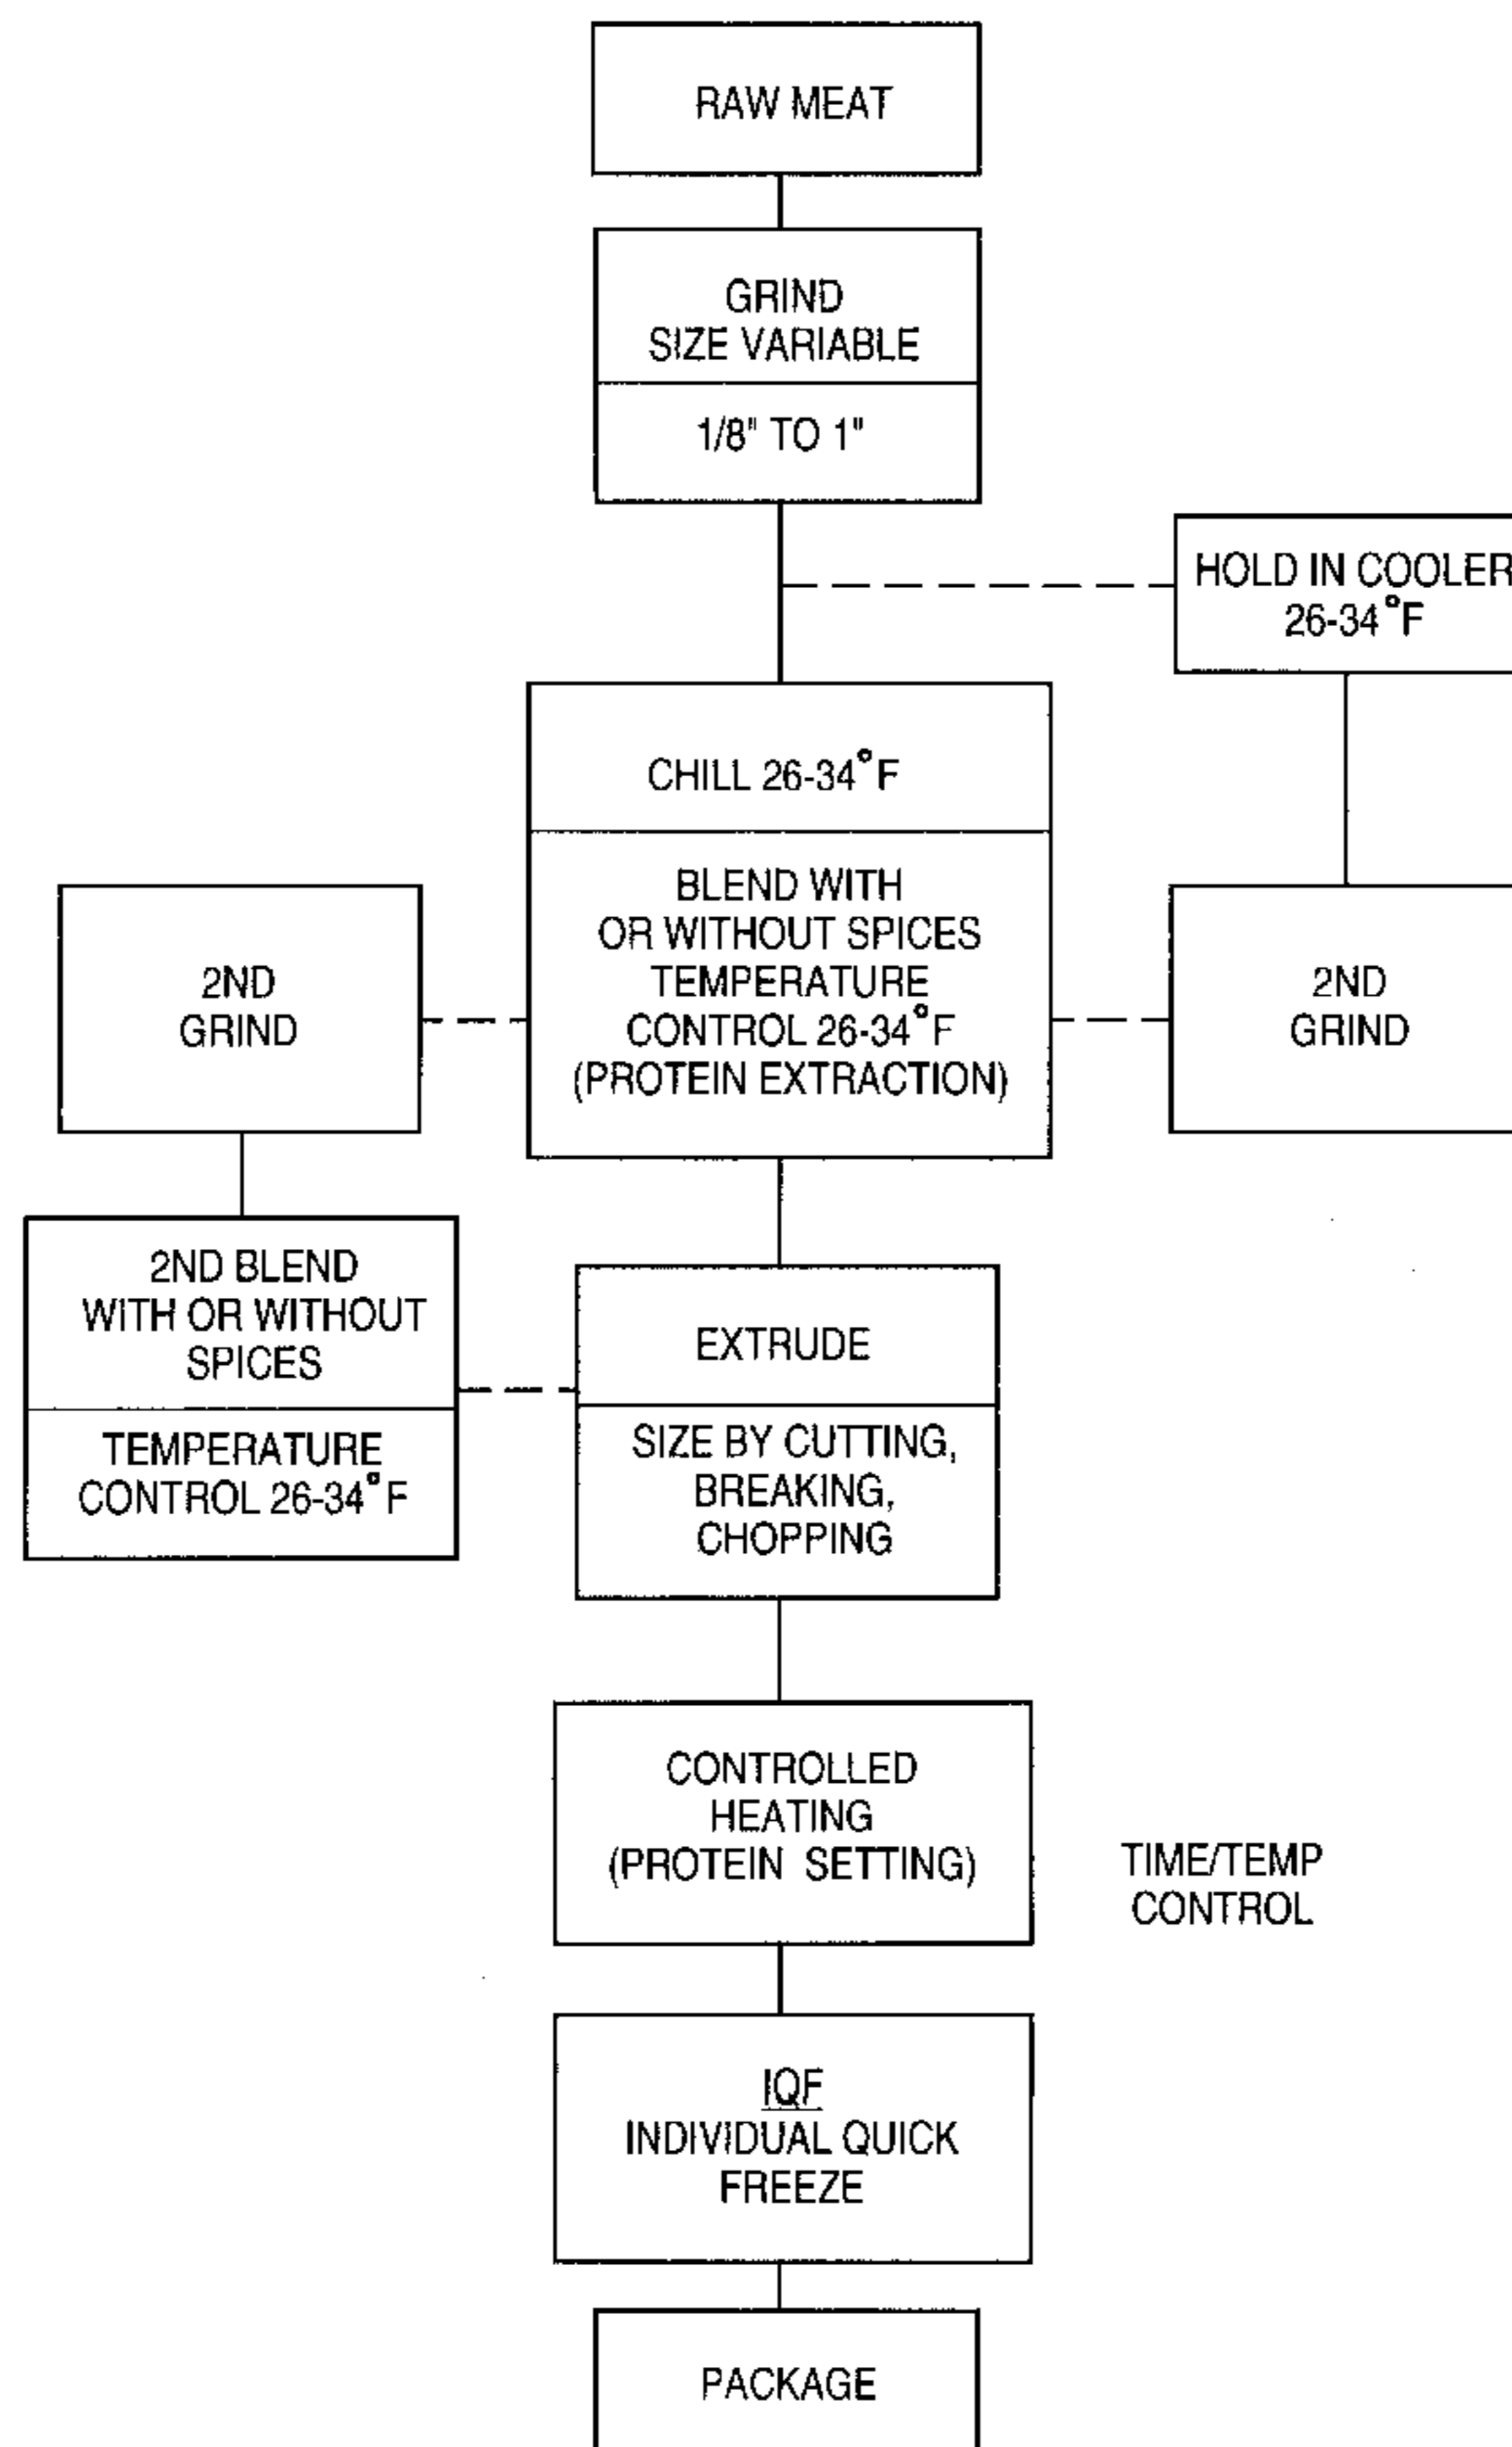 RAW MEAT
GRIND
SIZE VARIABLE
1/8" TO 1"
HOLD IN COOLER
26-34°F
CHILL 26-34°F
BLEND WITH
OR WITHOUT SPICES
TEMPERATURE
CONTROL 26-34°F
(PROTEIN EXTRACTION)
2ND
GRIND
2ND
GRIND
2ND BLEND
WITH OR WITHOUT
SPICES
TEMPERATURE
CONTROL 26-34°F
EXTRUDE
SIZE BY CUTTING,
BREAKING,
CHOPPING
CONTROLLED
HEATING
(PROTEIN SETTING)
TIME/TEMP
CONTROL
IQF
INDIVIDUAL QUICK
FREEZE
PACKAGE